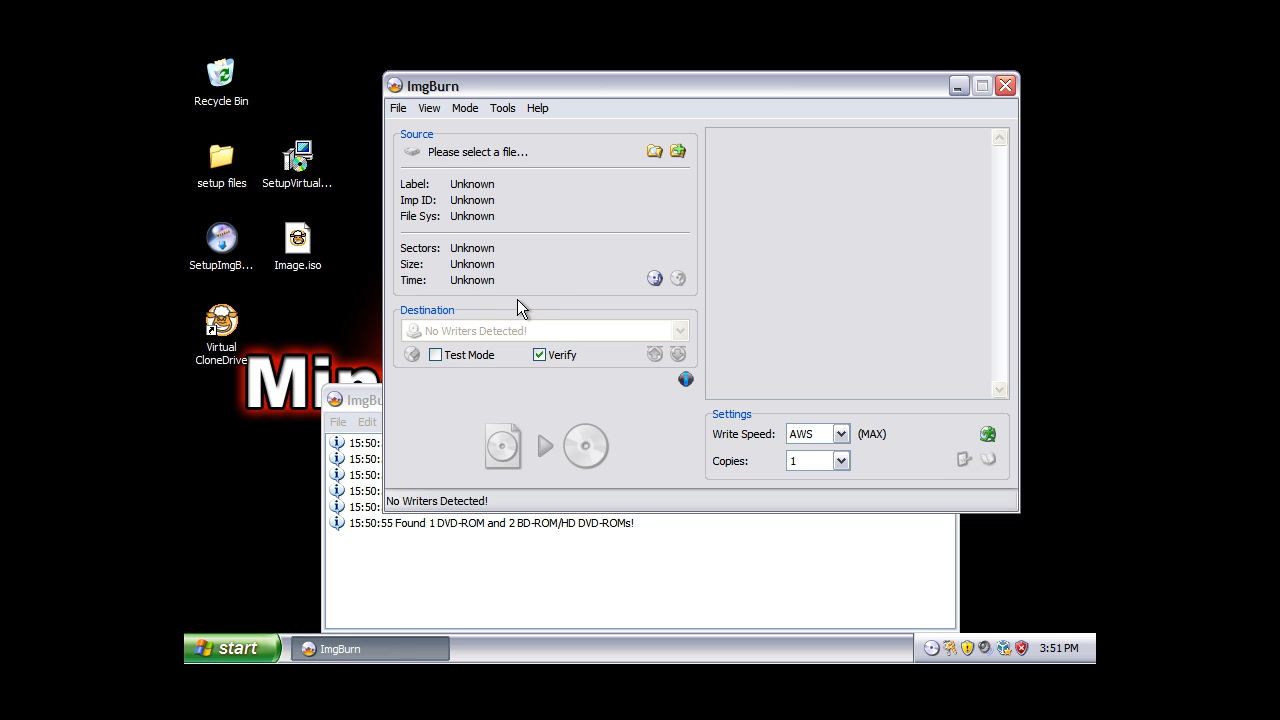 Recycle Bin
setup files
SetupVirtual...
SetupImgB...
Image.iso
Virtual
CloneDrive
Min
ImgBurn
File View Mode Tools Help
Source
Please select a file...
Label: Unknown
Imp ID: Unknown
File Sys: Unknown
Sectors: Unknown
Size: Unknown
Time: Unknown
Destination
No Writers Detected!
Test Mode
Verify
Settings
Write Speed: AWS (MAX)
Copies: 1
No Writers Detected!
ImgBu
File Edit
15:50:
15:50:
15:50:
15:50:
15:50:
15:50:55 Found 1 DVD-ROM and 2 BD-ROM/HD DVD-ROMs!
start
ImgBurn
3:51 PM